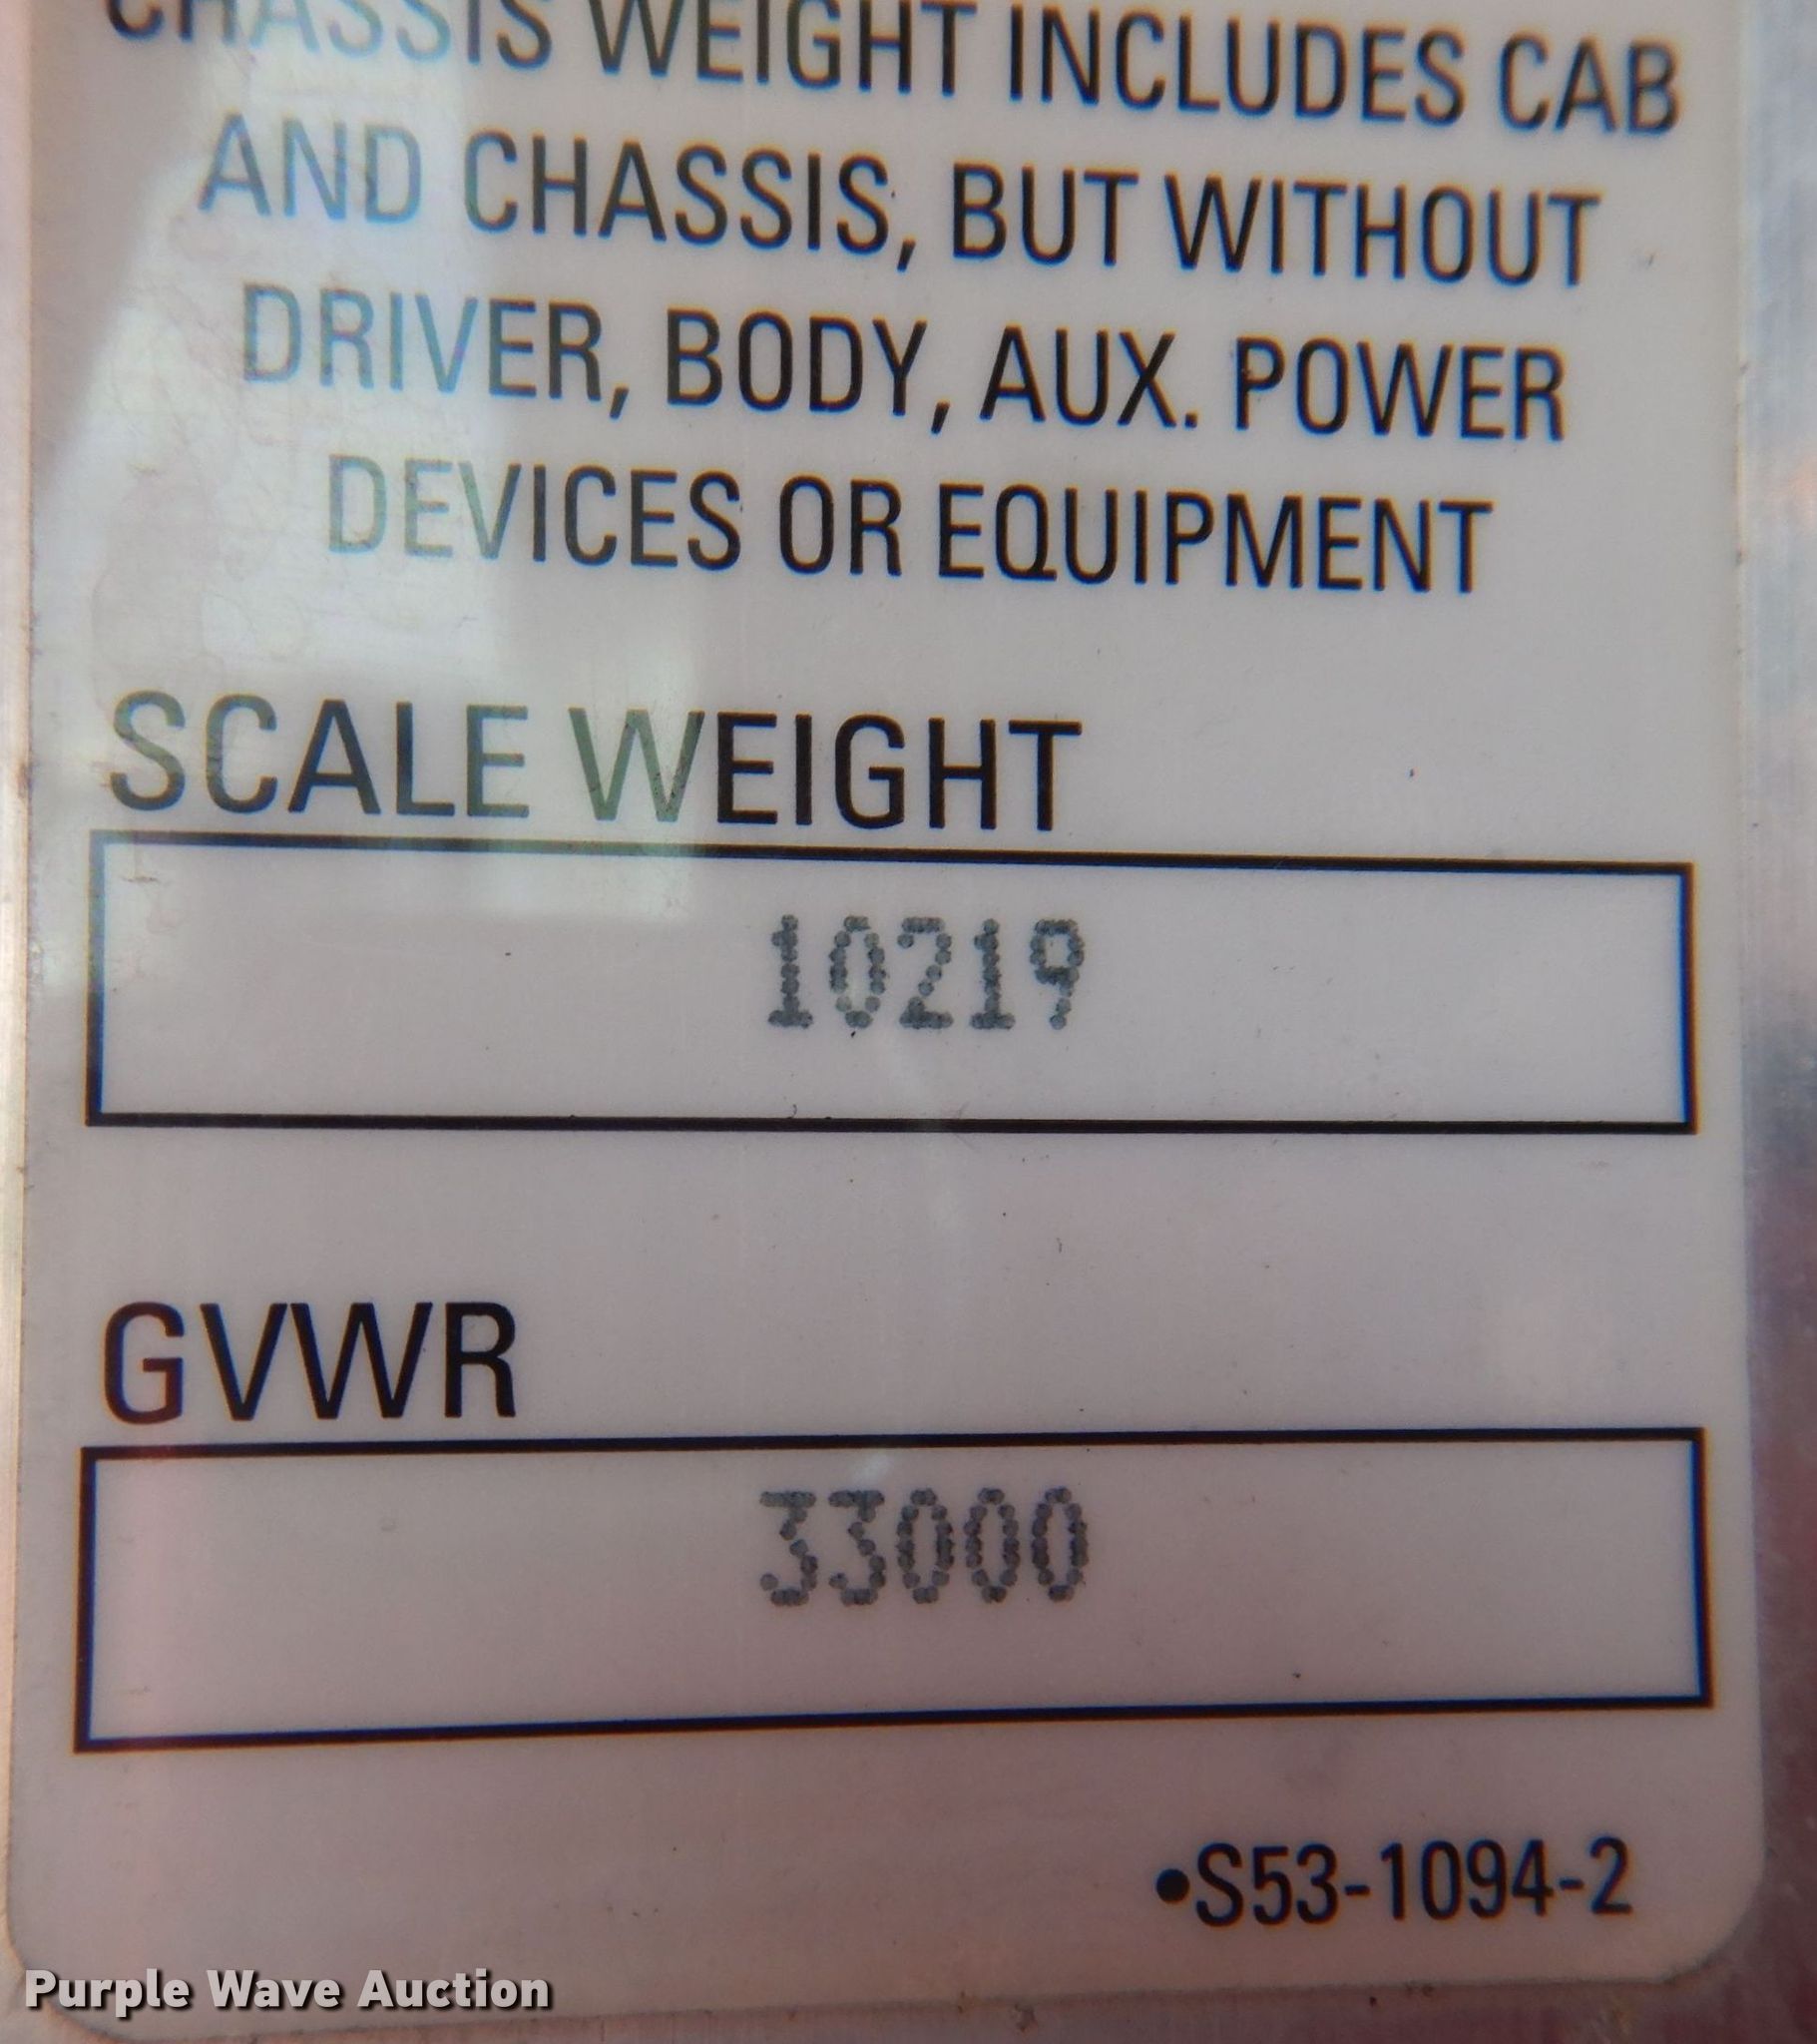 CHASSIS WEIGHT INCLUDES CAB
AND CHASSIS, BUT WITHOUT
DRIVER, BODY, AUX. POWER
DEVICES OR EQUIPMENT
SCALE WEIGHT
10219
GVWR
33000
•S53-1094-2
Purple Wave Auction